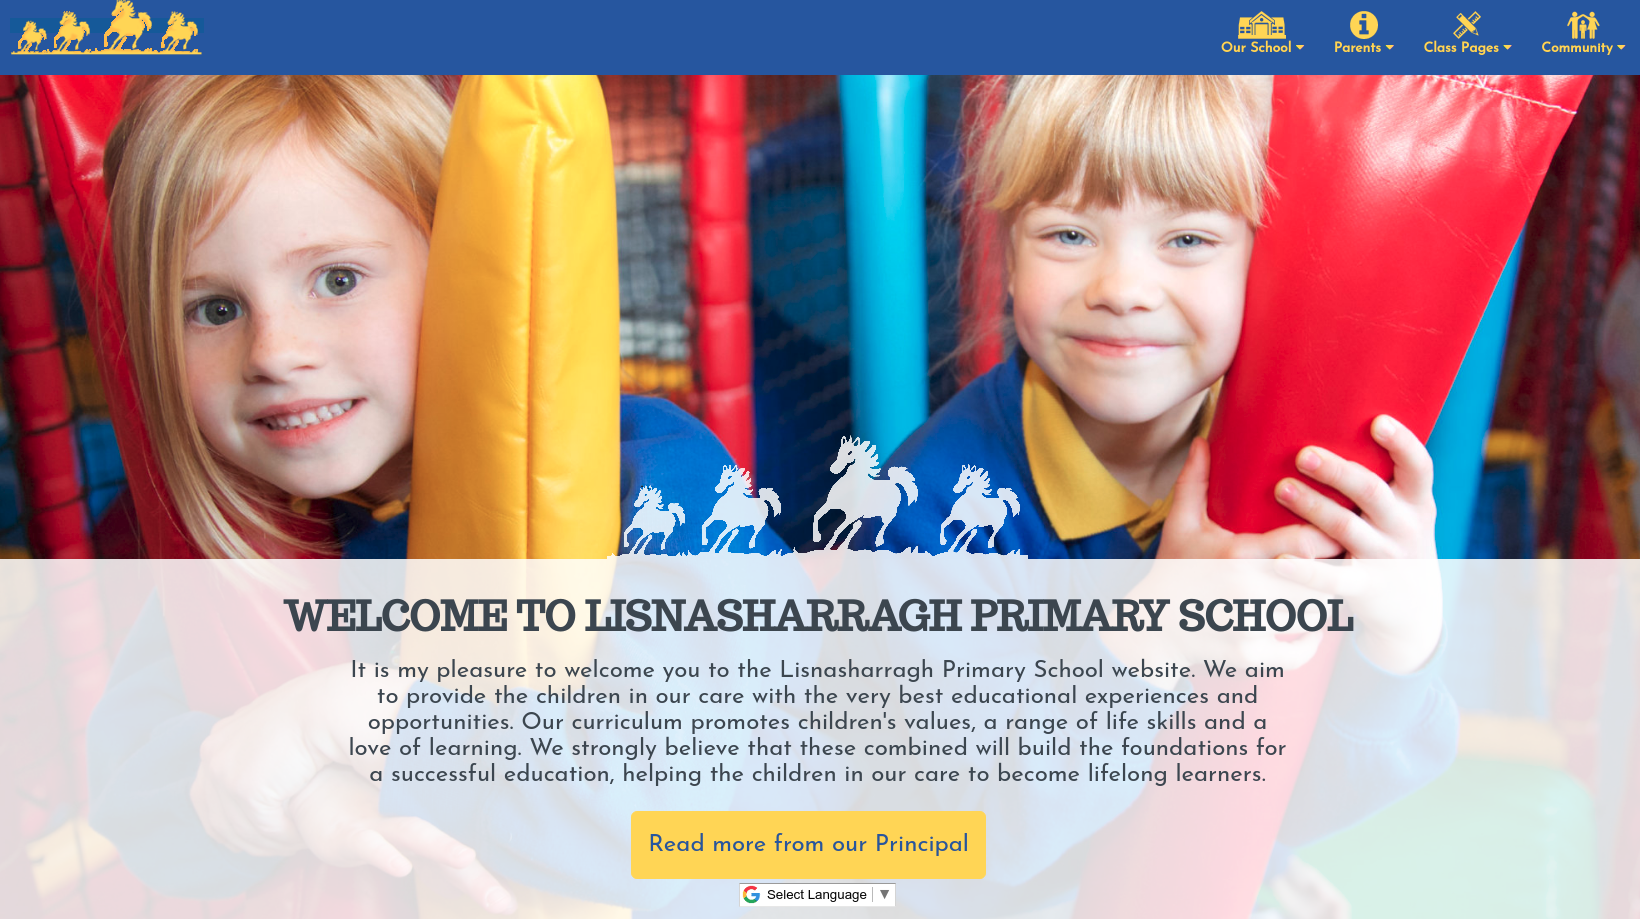 Our School
Parents
Class Pages
Community
WELCOME TO LISNASHARRAGH PRIMARY SCHOOL
It is my pleasure to welcome you to the Lisnasharragh Primary School website. We aim
to provide the children in our care with the very best educational experiences and
opportunities. Our curriculum promotes children's values, a range of life skills and a
love of learning. We strongly believe that these combined will build the foundations for
a successful education, helping the children in our care to become lifelong learners.
Read more from our Principal
Select Language